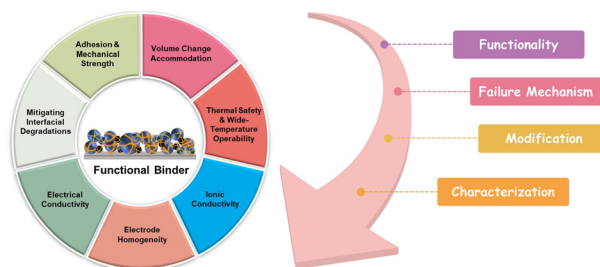 Adhesion &
Mechanical
Strength
Volume Change
Accommodation
Thermal Safety
& Wide-
Temperature
Operability
Ionic
Conductivity
Electrode
Homogeneity
Electrical
Conductivity
Mitigating
Interfacial
Degradations
Functional Binder
Functionality
Failure Mechanism
Modification
Characterization